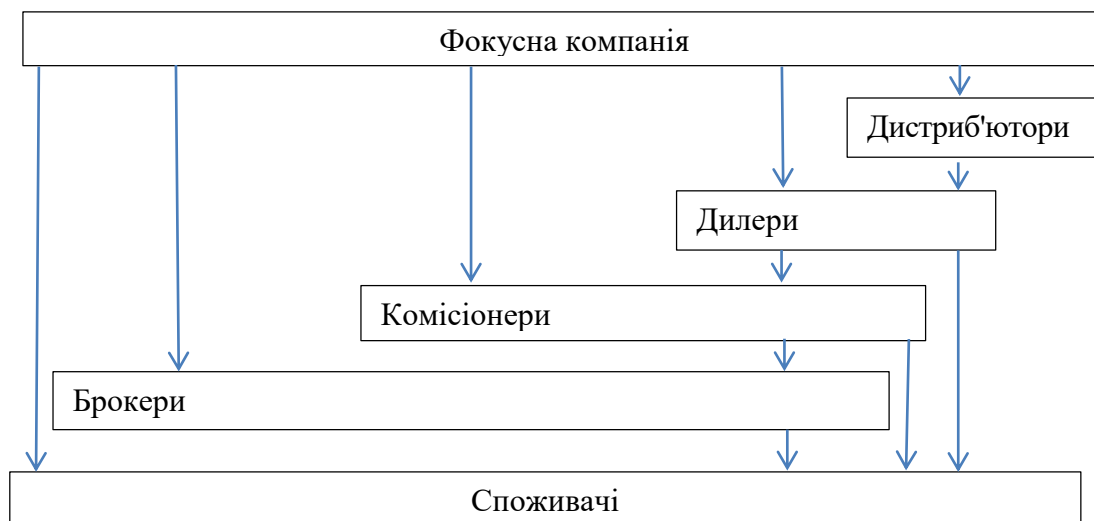 Фокусна компанія
Дистриб'ютори
Дилери
Комісіонери
Брокери
Споживачі